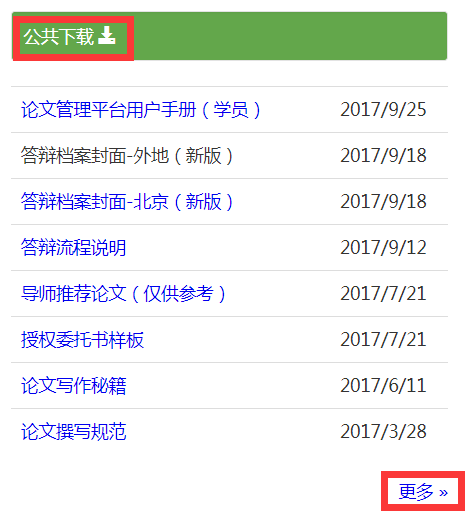 公共下载
论文管理平台用户手册（学员） 2017/9/25
答辩档案封面-外地（新版） 2017/9/18
答辩档案封面-北京（新版） 2017/9/18
答辩流程说明 2017/9/12
导师推荐论文（仅供参考） 2017/7/21
授权委托书样板 2017/7/21
论文写作秘籍 2017/6/11
论文撰写规范 2017/3/28
更多 »